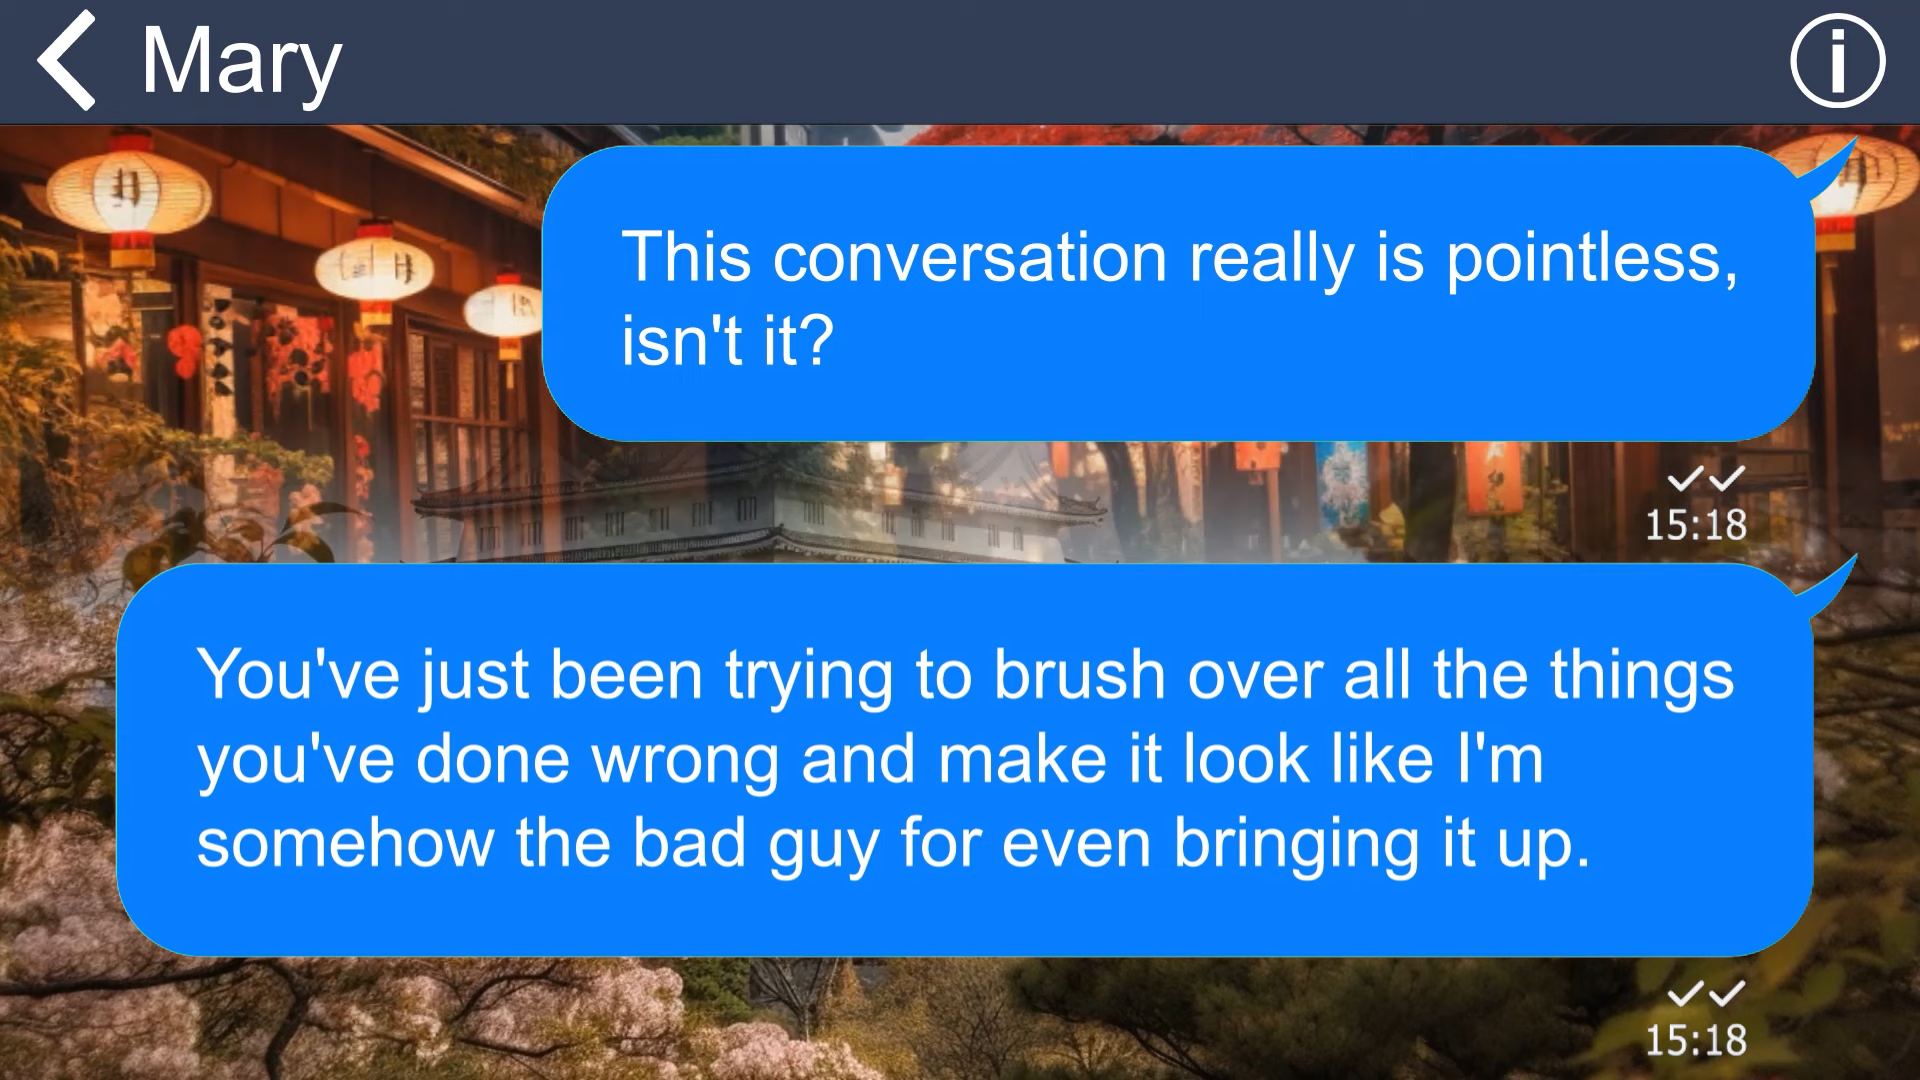 Mary
This conversation really is pointless,
isn't it?
15:18
You've just been trying to brush over all the things
you've done wrong and make it look like I'm
somehow the bad guy for even bringing it up.
15:18